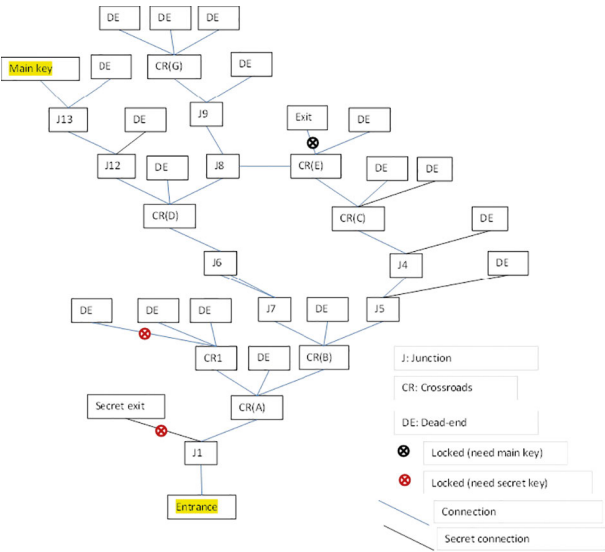 DE
DE
DE
Main key
DE
CR(G)
DE
J13
DE
J9
Exit
DE
J12
DE
J8
CR(E)
DE
DE
CR(D)
CR(C)
DE
J6
J4
DE
DE
DE
DE
J7
DE
J5
CR1
DE
CR(B)
J: Junction
CR: Crossroads
Secret exit
CR(A)
DE: Dead-end
J1
Locked (need main key)
Locked (need secret key)
Entrance
Connection
Secret connection